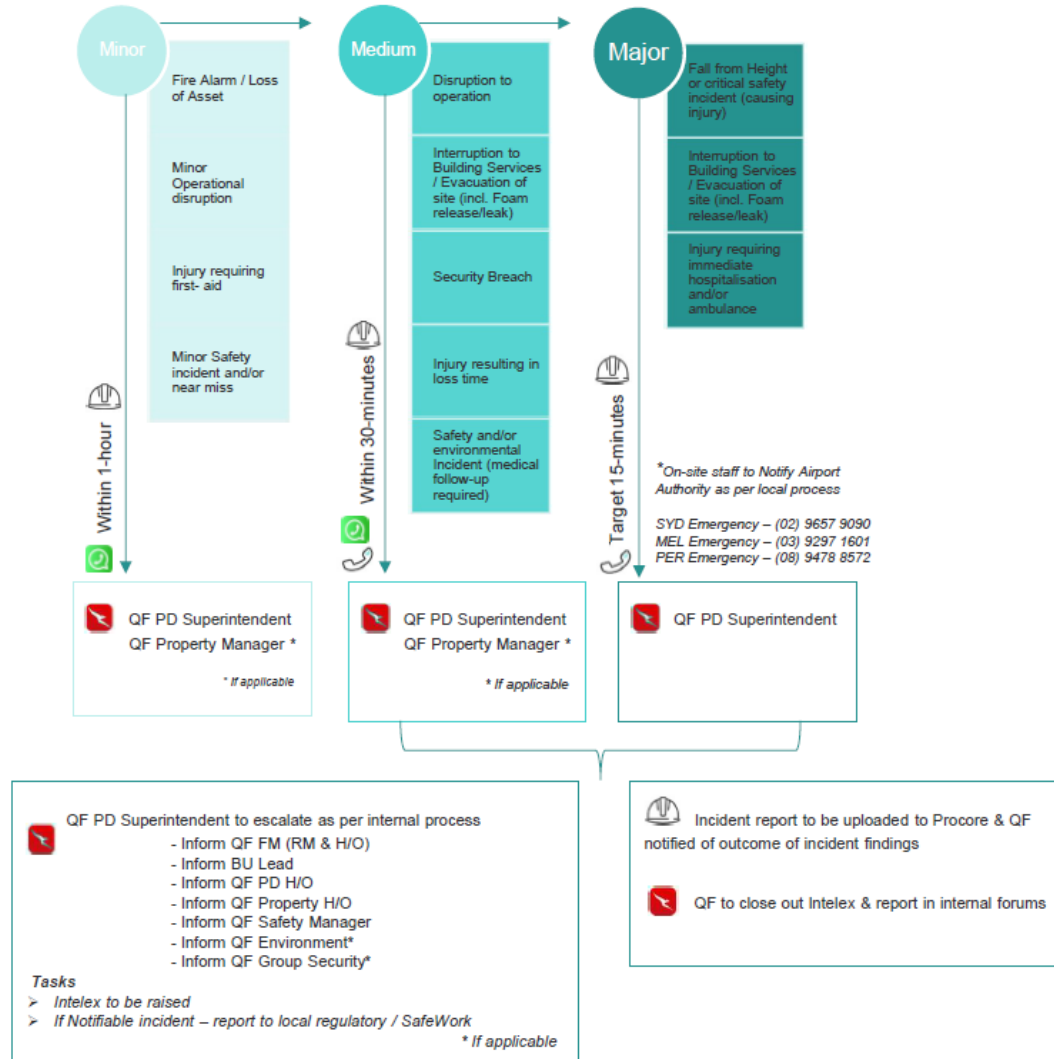 Minor
Fire Alarm / Loss
of Asset
Minor
Operational
disruption
Injury requiring
first- aid
Minor Safety
incident and/or
near miss
Within 1-hour
Medium
Disruption to
operation
Interruption to
Building Services
/ Evacuation of
site (incl. Foam
release/leak)
Security Breach
Injury resulting in
loss time
Safety and/or
environmental
Incident (medical
follow-up
required)
Within 30-minutes
Major
Fall from Height
or critical safety
incident (causing
injury)
Interruption to
Building Services
/ Evacuation of
site (incl. Foam
release/leak)
Injury requiring
immediate
hospitalisation
and/or
ambulance
Target 15-minutes
*On-site staff to Notify Airport
Authority as per local process
SYD Emergency – (02) 9657 9090
MEL Emergency – (03) 9297 1601
PER Emergency – (08) 9478 8572
QF PD Superintendent
QF Property Manager *
* If applicable
QF PD Superintendent
QF Property Manager *
* If applicable
QF PD Superintendent
QF PD Superintendent to escalate as per internal process
- Inform QF FM (RM & H/O)
- Inform BU Lead
- Inform QF PD H/O
- Inform QF Property H/O
- Inform QF Safety Manager
- Inform QF Environment*
- Inform QF Group Security*
Tasks
➢ Intelex to be raised
➢ If Notifiable incident – report to local regulatory / SafeWork
* If applicable
Incident report to be uploaded to Procore & QF
notified of outcome of incident findings
QF to close out Intelex & report in internal forums